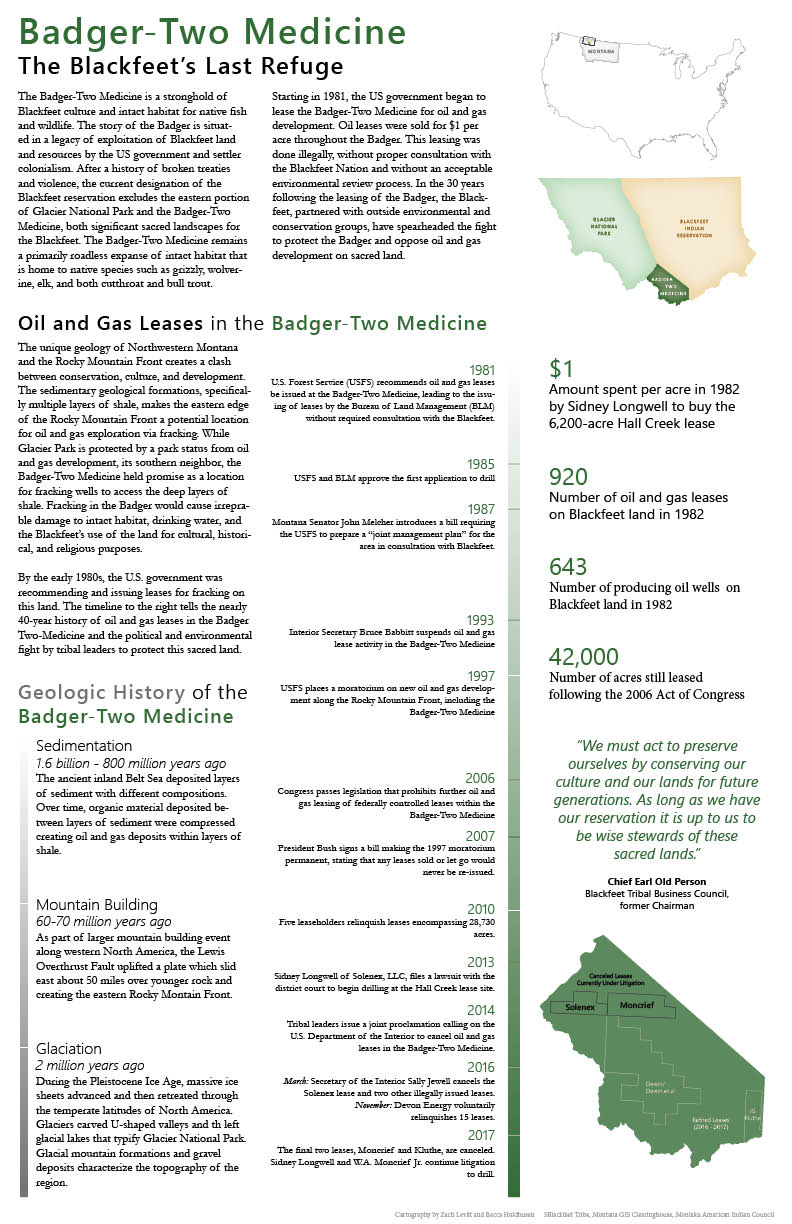 Badger-Two Medicine
The Blackfeet's Last Refuge
The Badger-Two Medicine is a stronghold of
Blackfeet culture and intact habitat for native fish
and wildlife. The story of the Badger is situat-
ed in a legacy of exploitation of Blackfeet land
and resources by the US government and settler
colonialism. After a history of broken treaties
and violence, the current designation of the
Blackfeet reservation excludes the eastern portion
of Glacier National Park and the Badger-Two
Medicine, both significant sacred landscapes for
the Blackfeet. The Badger-Two Medicine remains
a primarily roadless expanse of intact habitat that
is home to native species such as grizzly, wolver-
ine, elk, and both cutthroat and bull trout.
Starting in 1981, the US government began to
lease the Badger-Two Medicine for oil and gas
development. Oil leases were sold for $1 per
acre throughout the Badger. This leasing was
done illegally, without proper consultation with
the Blackfeet Nation and without an acceptable
environmental review process. In the 30 years
following the leasing of the Badger, the Black-
feet, partnered with outside environmental and
conservation groups, have spearheaded the fight
to protect the Badger and oppose oil and gas
development on sacred land.
MONTANA
GLACIER
NATIONAL
PARK
BLACKFEET
INDIAN
RESERVATION
BADGER
TWO
MEDICINE
Oil and Gas Leases in the Badger-Two Medicine
The unique geology of Northwestern Montana
and the Rocky Mountain Front creates a clash
between conservation, culture, and development.
The sedimentary geological formations, specifical-
ly multiple layers of shale, makes the eastern edge
of the Rocky Mountain Front a potential location
for oil and gas exploration via fracking. While
Glacier Park is protected by a park status from oil
and gas development, its southern neighbor, the
Badger-Two Medicine held promise as a location
for fracking wells to access the deep layers of
shale. Fracking in the Badger would cause irrepra-
ble damage to intact habitat, drinking water, and
the Blackfeet's use of the land for cultural, histori-
cal, and religious purposes.
By the early 1980s, the U.S. government was
recommending and issuing leases for fracking on
this land. The timeline to the right tells the nearly
40-year history of oil and gas leases in the Badger
Two-Medicine and the political and environmental
fight by tribal leaders to protect this sacred land.
Geologic History of the
Badger-Two Medicine
Sedimentation
1.6 billion - 800 million years ago
The ancient inland Belt Sea deposited layers
of sediment with different compositions.
Over time, organic material deposited be-
tween layers of sediment were compressed
creating oil and gas deposits within layers of
shale.
Mountain Building
60-70 million years ago
As part of larger mountain building event
along western North America, the Lewis
Overthrust Fault uplifted a plate which slid
east about 50 miles over younger rock and
creating the eastern Rocky Montain Front.
Glaciation
2 million years ago
During the Pleistocene Ice Age, massive ice
sheets advanced and then retreated through
the temperate latitudes of North America.
Glaciers carved U-shaped valleys and th left
glacial lakes that typify Glacier National Park.
Glacial mountain formations and gravel
deposits characterize the topography of the
region.
1981
U.S. Forest Service (USFS) recommends oil and gas leases
be issued at the Badger-Two Medicine, leading to the issu-
ing of leases by the Bureau of Land Management (BLM)
without required consultation with the Blackfeet.
1985
USFS and BLM approve the first application to drill
1987
Montana Senator John Melcher introduces a bill requiring
the USFS to prepare a “joint management plan” for the
area in consultation with Blackfeet.
1993
Interior Secretary Bruce Babbitt suspends oil and gas
lease activity in the Badger-Two Medicine
1997
USFS places a moratorium on new oil and gas develop-
ment along the Rocky Mountain Front, including the
Badger-Two Medicine
2006
Congress passes legislation that prohibits further oil and
gas leasing of federally controlled leases within the
Badger-Two Medicine
2007
President Bush signs a bill making the 1997 moratorium
permanent, stating that any leases sold or let go would
never be re-issued.
2010
Five leaseholders relinquish leases encompassing 28,730
acres.
2013
Sidney Longwell of Solenex, LLC, files a lawsuit with the
district court to begin drilling at the Hall Creek lease site.
2014
Tribal leaders issue a joint proclamation calling on the
U.S. Department of the Interior to cancel oil and gas
leases in the Badger-Two Medicine.
2016
March: Secretary of the Interior Sally Jewell cancels the
Solenex lease and two other illegally issued leases.
November: Devon Energy voluntarily
relinquishes 15 leases.
2017
The final two leases, Moncrief and Kluthe, are canceled.
Sidney Longwell and W.A. Moncrief Jr. continue litigation
to drill.
$1
Amount spent per acre in 1982
by Sidney Longwell to buy the
6,200-acre Hall Creek lease
920
Number of oil and gas leases
on Blackfeet land in 1982
643
Number of producing oil wells on
Blackfeet land in 1982
42,000
Number of acres still leased
following the 2006 Act of Congress
“We must act to preserve
ourselves by conserving our
culture and our lands for future
generations. As long as we have
our reservation it is up to us to
be wise stewards of these
sacred lands.”
Chief Earl Old Person
Blackfeet Tribal Business Council,
former Chairman
Canceled Leases
Currently Under Litigation
Solenex
Moncrief
Devon/
Retired Leases
(2016 - 2017)
Kluthe
Cartography by Zach Levitt and Becca Holdhusen SBlackfeet Tribe, Montana GIS Clearinghouse, Montaka American Indian Council